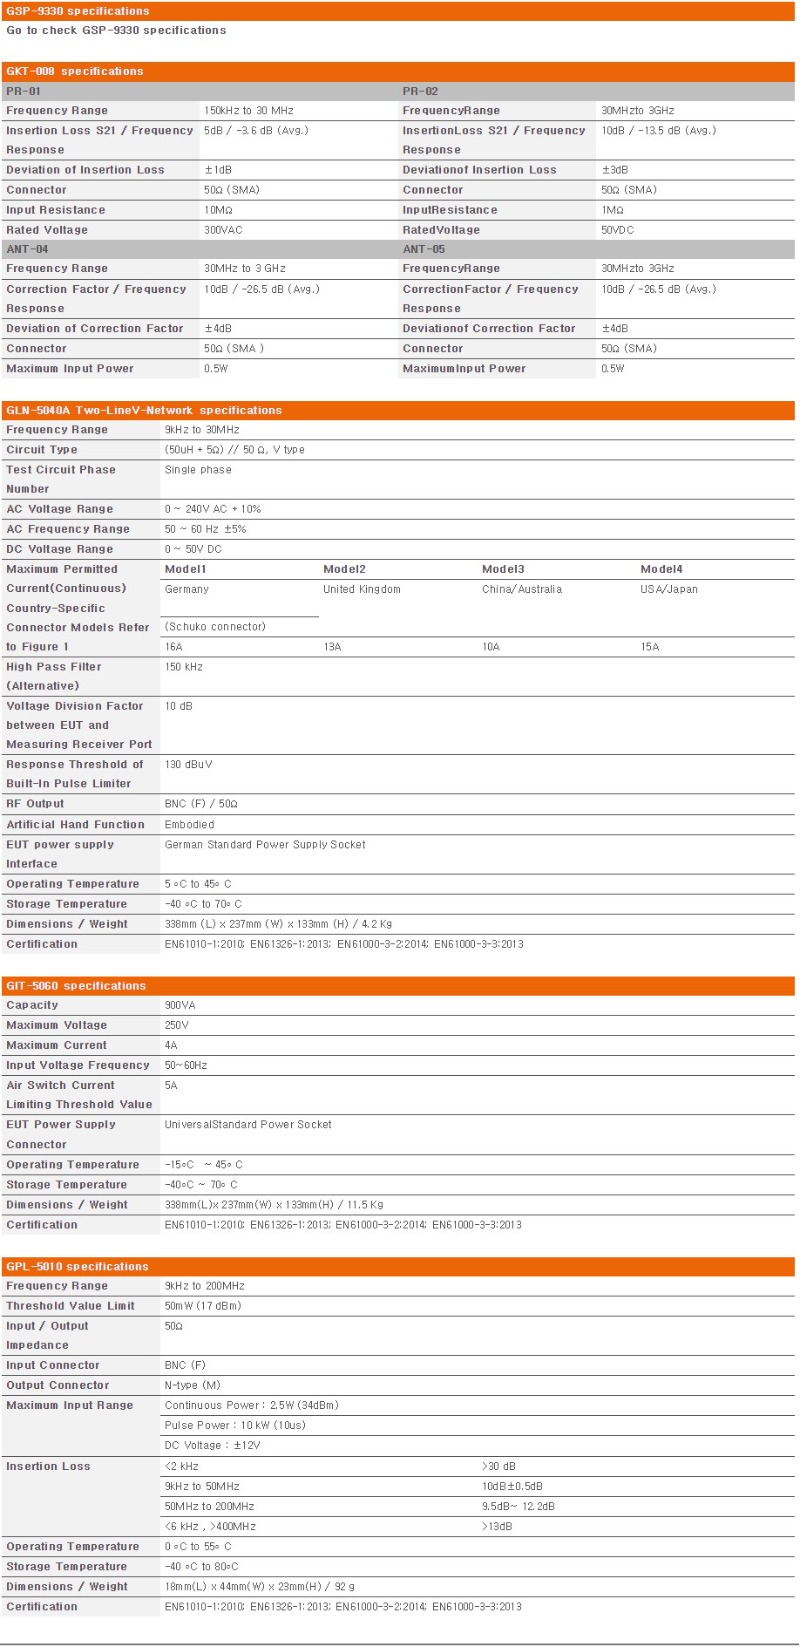 GSP-9330 specifications
Go to check GSP-9330 specifications
GKT-008 specifications
PR-01 PR-02
Frequency Range 150kHz to 30 MHz FrequencyRange 30MHzto 3GHz
Insertion Loss S21 / Frequency 5dB / -3.6 dB (Avg.) InsertionLoss S21 / Frequency 10dB / -13.5 dB (Avg.)
Response Response
Deviation of Insertion Loss ±1dB Deviationof Insertion Loss ±3dB
Connector 50Ω (SMA) Connector 50Ω (SMA)
Input Resistance 10MΩ InputResistance 1MΩ
Rated Voltage 300VAC RatedVoltage 50VDC
ANT-04 ANT-05
Frequency Range 30MHz to 3 GHz FrequencyRange 30MHzto 3GHz
Correction Factor / Frequency 10dB / -26.5 dB (Avg.) CorrectionFactor / Frequency 10dB / -26.5 dB (Avg.)
Response Response
Deviation of Correction Factor ±4dB Deviationof Correction Factor ±4dB
Connector 50Ω (SMA ) Connector 50Ω (SMA)
Maximum Input Power 0.5W MaximumInput Power 0.5W
GLN-5040A Two-LineV-Network specifications
Frequency Range 9kHz to 30MHz
Circuit Type (50uH + 5Ω) // 50 Ω, V type
Test Circuit Phase Single phase
Number
AC Voltage Range 0 ~ 240V AC + 10%
AC Frequency Range 50 ~ 60 Hz ±5%
DC Voltage Range 0 ~ 50V DC
Maximum Permitted Model1 Model2 Model3 Model4
Current(Continuous) Germany United Kingdom China/Australia USA/Japan
Country-Specific
Connector Models Refer (Schuko connector)
to Figure 1 16A 13A 10A 15A
High Pass Filter 150 kHz
(Alternative)
Voltage Division Factor 10 dB
between EUT and
Measuring Receiver Port
Response Threshold of 130 dBuV
Built-In Pulse Limiter
RF Output BNC (F) / 50Ω
Artificial Hand Function Embodied
EUT power supply German Standard Power Supply Socket
Interface
Operating Temperature 5 ∘C to 45∘ C
Storage Temperature -40 ∘C to 70∘ C
Dimensions / Weight 338mm (L) x 237mm (W) x 133mm (H) / 4.2 Kg
Certification EN61010-1:2010; EN61326-1:2013; EN61000-3-2:2014; EN61000-3-3:2013
GIT-5060 specifications
Capacity 900VA
Maximum Voltage 250V
Maximum Current 4A
Input Voltage Frequency 50~60Hz
Air Switch Current 5A
Limiting Threshold Value
EUT Power Supply UniversalStandard Power Socket
Connector
Operating Temperature -15∘C ~ 45∘ C
Storage Temperature -40∘C ~ 70∘ C
Dimensions / Weight 338mm(L)x 237mm(W) x 133mm(H) / 11.5 Kg
Certification EN61010-1:2010; EN61326-1:2013; EN61000-3-2:2014; EN61000-3-3:2013
GPL-5010 specifications
Frequency Range 9kHz to 200MHz
Threshold Value Limit 50mW (17 dBm)
Input / Output 50Ω
Impedance
Input Connector BNC (F)
Output Connector N-type (M)
Maximum Input Range Continuous Power : 2.5W (34dBm)
Pulse Power : 10 kW (10us)
DC Voltage : ±12V
Insertion Loss <2 kHz >30 dB
9kHz to 50MHz 10dB±0.5dB
50MHz to 200MHz 9.5dB~ 12.2dB
<6 kHz , >400MHz >13dB
Operating Temperature 0 ∘C to 55∘ C
Storage Temperature -40 ∘C to 80∘C
Dimensions / Weight 18mm(L) x 44mm(W) x 23mm(H) / 92 g
Certification EN61010-1:2010; EN61326-1:2013; EN61000-3-2:2014; EN61000-3-3:2013